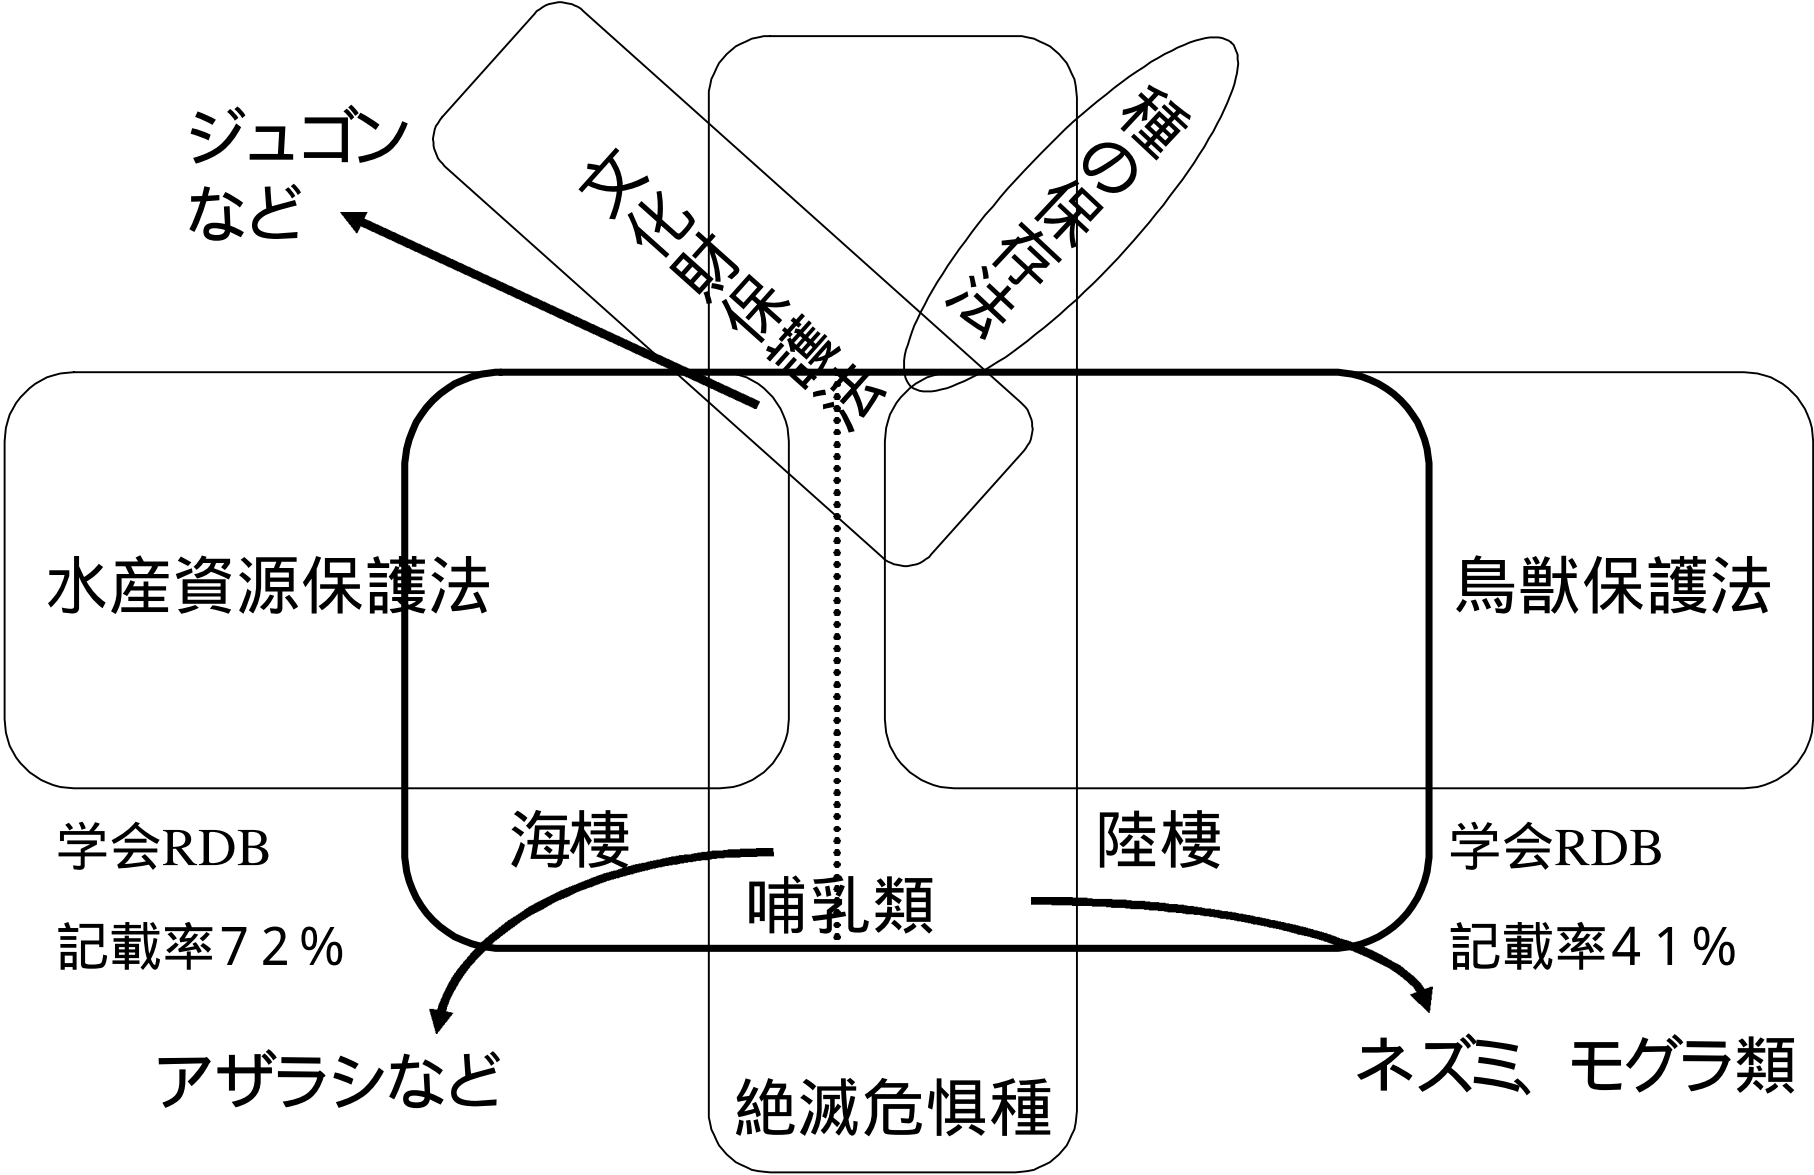 ジュゴン
など
文化財保護法
種の保存法
水産資源保護法
鳥獣保護法
海棲
陸棲
哺乳類
学会RDB
記載率７２％
学会RDB
記載率４１％
アザラシなど
ネズミ、モグラ類
絶滅危惧種